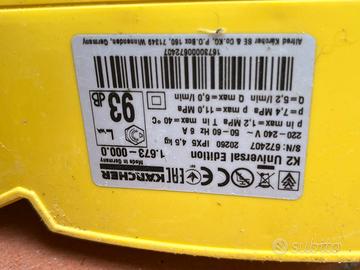 KÄRCHER
Made in Germany
1.673-000.0
K2 Universal Edition
S/N: 672407 20260 IPX5 4,5 kg
220-240 V~ 50-60 Hz 6 A
p in max= 1,2 MPa T in max= 40 °C
p= 7,4 MPa p max= 11,0 MPa
Q= 5,2 l/min Q max= 6,0 l/min
LWA
93 dB
167300000672407
Alfred Kärcher SE & Co.KG, P.O Box 160, 71349 Winnenden, Germany
subito